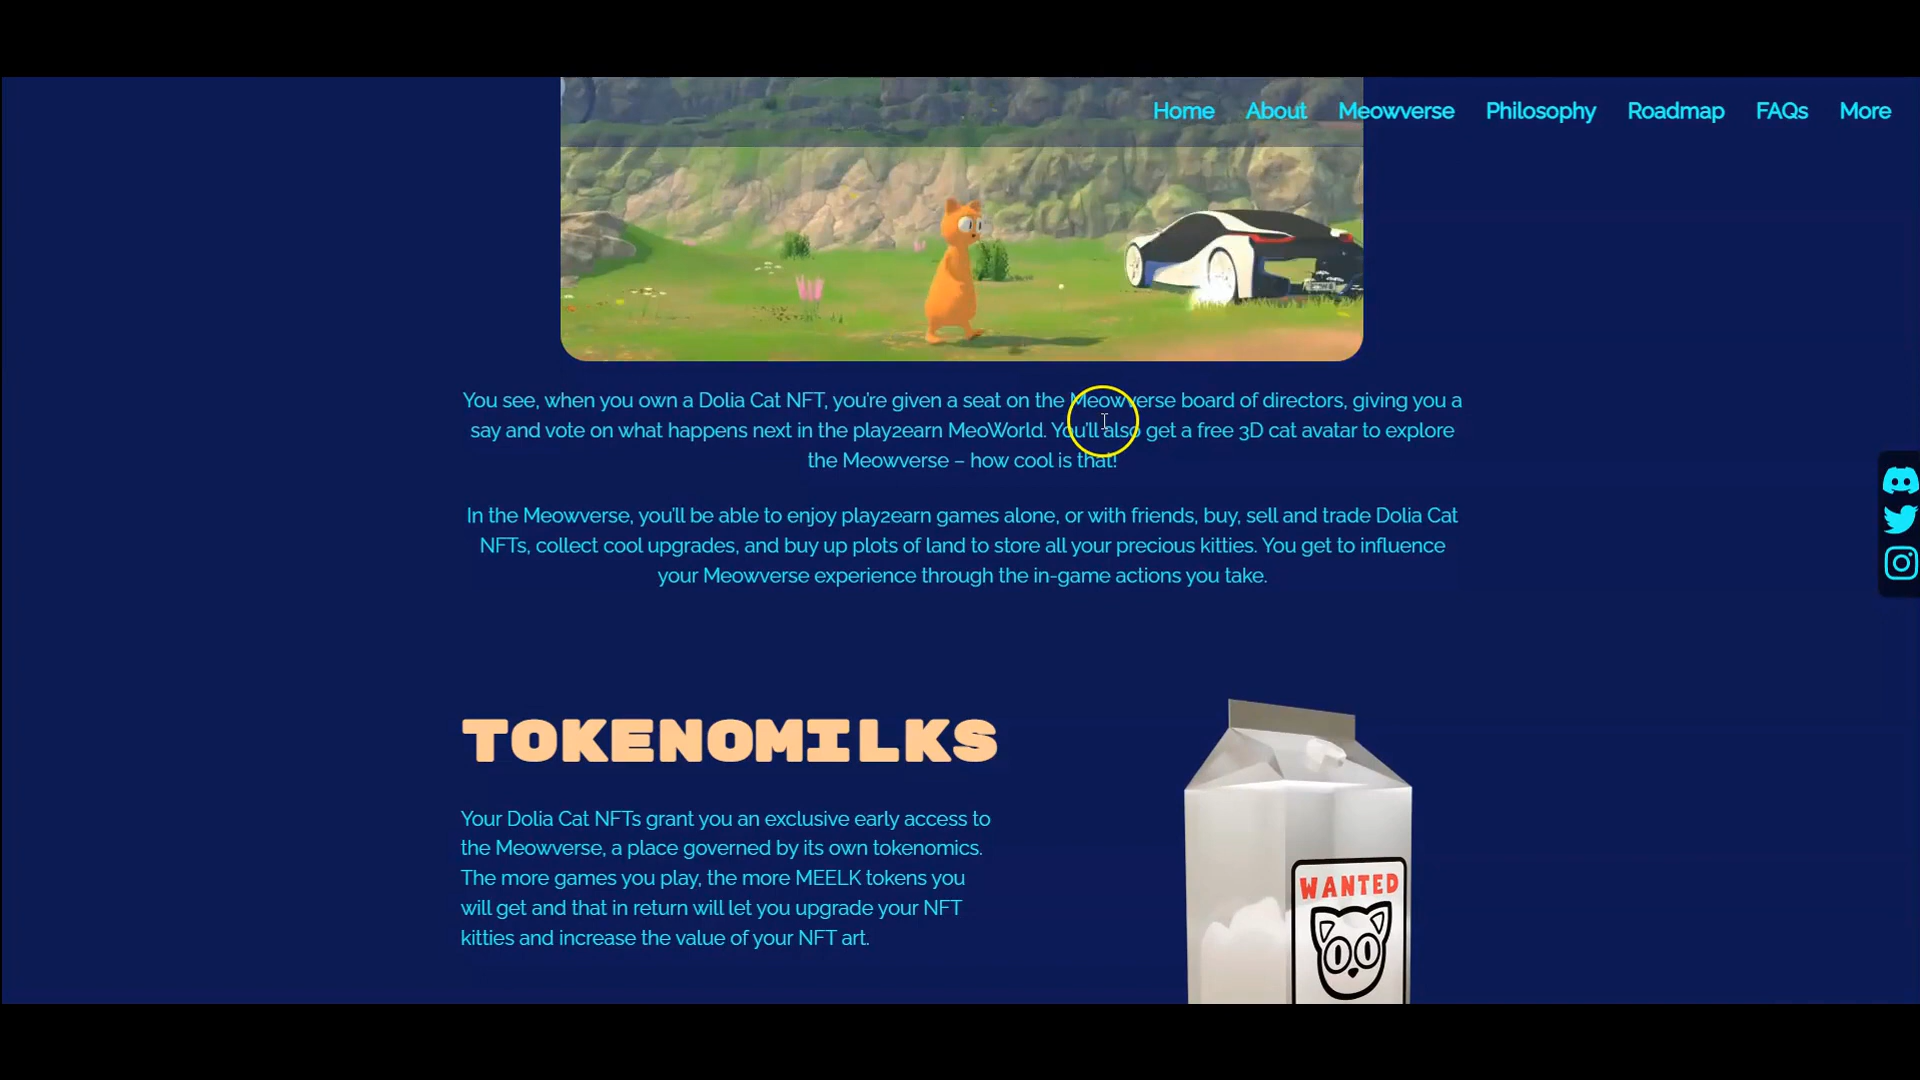 Home About Meowverse Philosophy Roadmap FAQs More
You see, when you own a Dolia Cat NFT, you're given a seat on the Meowverse board of directors, giving you a
say and vote on what happens next in the play2earn MeoWorld. You'll also get a free 3D cat avatar to explore
the Meowverse – how cool is that!
In the Meowverse, you'll be able to enjoy play2earn games alone, or with friends, buy, sell and trade Dolia Cat
NFTs, collect cool upgrades, and buy up plots of land to store all your precious kitties. You get to influence
your Meowverse experience through the in-game actions you take.
TOKENOMILKS
Your Dolia Cat NFTs grant you an exclusive early access to
the Meowverse, a place governed by its own tokenomics.
The more games you play, the more MEELK tokens you
will get and that in return will let you upgrade your NFT
kitties and increase the value of your NFT art.
WANTED